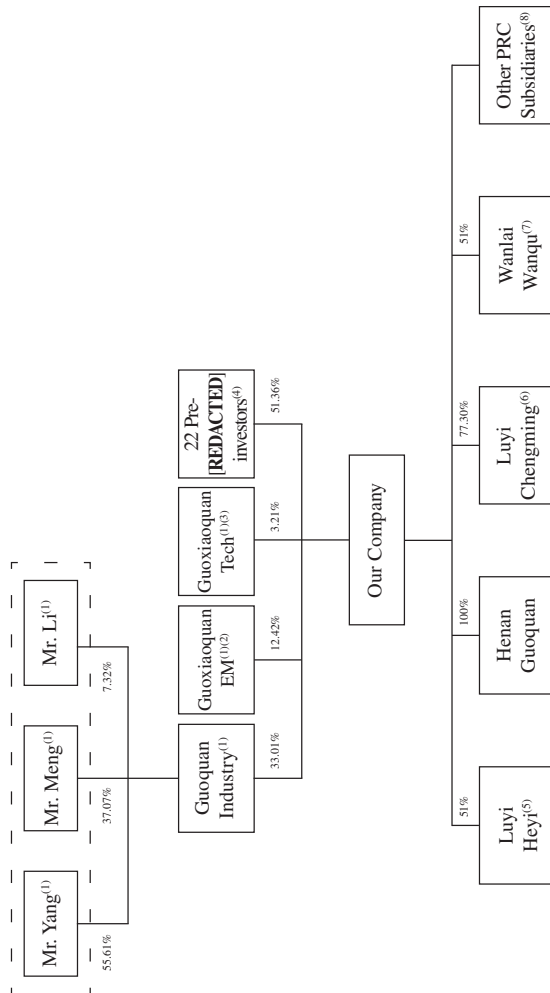 Mr. Yang(1)
Mr. Meng(1)
Mr. Li(1)
55.61%
37.07%
7.32%
Guoquan
Industry(1)
Guoxiaoquan
EM(1)(2)
Guoxiaoquan
Tech(1)(3)
22 Pre-
[REDACTED]
investors(4)
33.01%
12.42%
3.21%
51.36%
Our Company
51%
100%
77.30%
51%
Luyi
Heyi(5)
Henan
Guoquan
Luyi
Chengming(6)
Wanlai
Wanqu(7)
Other PRC
Subsidiaries(8)